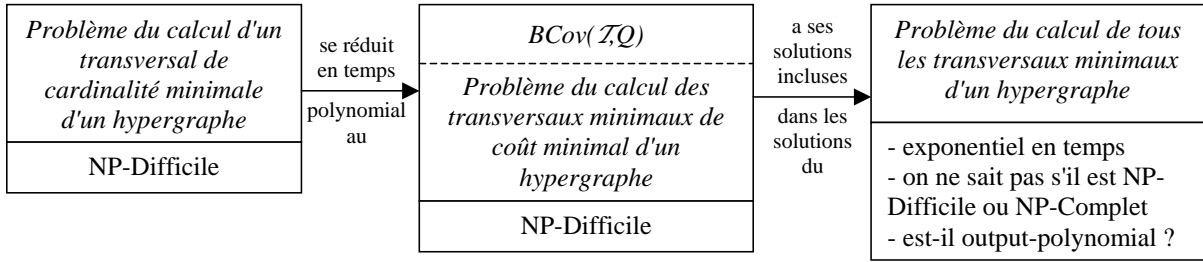 Problème du calcul d'un
transversal de
cardinalité minimale
d'un hypergraphe
NP-Difficile
se réduit
en temps
polynomial
au
BCov(𝒯,Q)
Problème du calcul des
transversaux minimaux de
coût minimal d'un
hypergraphe
NP-Difficile
a ses
solutions
incluses
dans les
solutions
du
Problème du calcul de tous
les transversaux minimaux
d'un hypergraphe
- exponentiel en temps
- on ne sait pas s'il est NP-
Difficile ou NP-Complet
- est-il output-polynomial ?